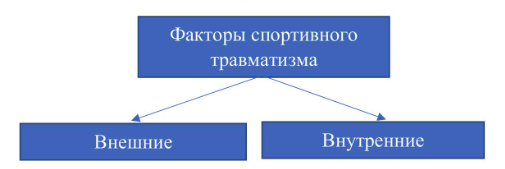 Факторы спортивного
травматизма
Внешние
Внутренние